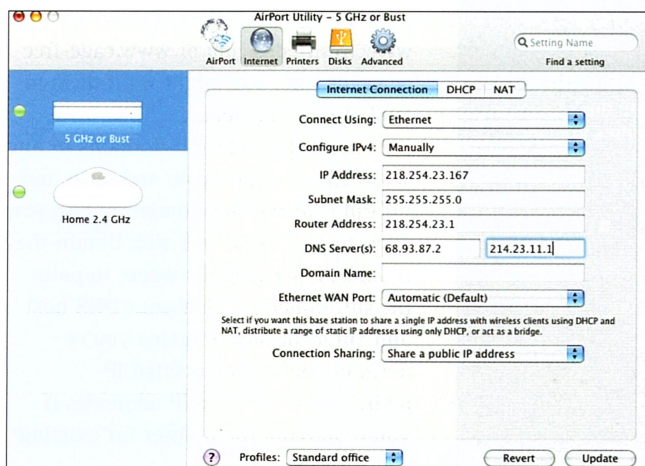 AirPort Utility – 5 GHz or Bust
AirPort Internet Printers Disks Advanced
Setting Name
Find a setting
5 GHz or Bust
Home 2.4 GHz
Internet Connection DHCP NAT
Connect Using: Ethernet
Configure IPv4: Manually
IP Address: 218.254.23.167
Subnet Mask: 255.255.255.0
Router Address: 218.254.23.1
DNS Server(s): 68.93.87.2 214.23.11.1
Domain Name:
Ethernet WAN Port: Automatic (Default)
Select if you want this base station to share a single IP address with wireless clients using DHCP and
NAT, distribute a range of static IP addresses using only DHCP, or act as a bridge.
Connection Sharing: Share a public IP address
? Profiles: Standard office Revert Update